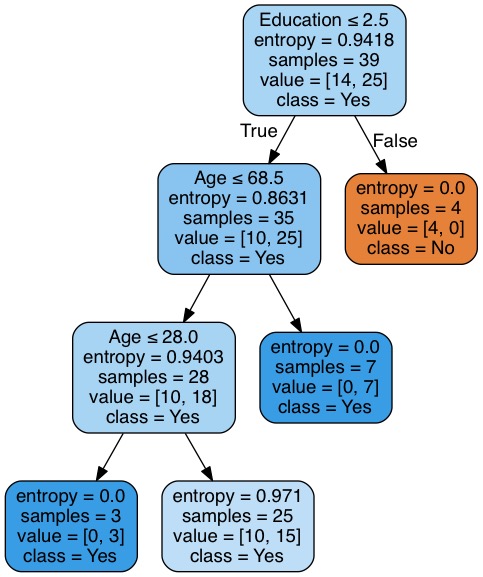 Education ≤ 2.5
entropy = 0.9418
samples = 39
value = [14, 25]
class = Yes
True
False
Age ≤ 68.5
entropy = 0.8631
samples = 35
value = [10, 25]
class = Yes
entropy = 0.0
samples = 4
value = [4, 0]
class = No
Age ≤ 28.0
entropy = 0.9403
samples = 28
value = [10, 18]
class = Yes
entropy = 0.0
samples = 7
value = [0, 7]
class = Yes
entropy = 0.0
samples = 3
value = [0, 3]
class = Yes
entropy = 0.971
samples = 25
value = [10, 15]
class = Yes